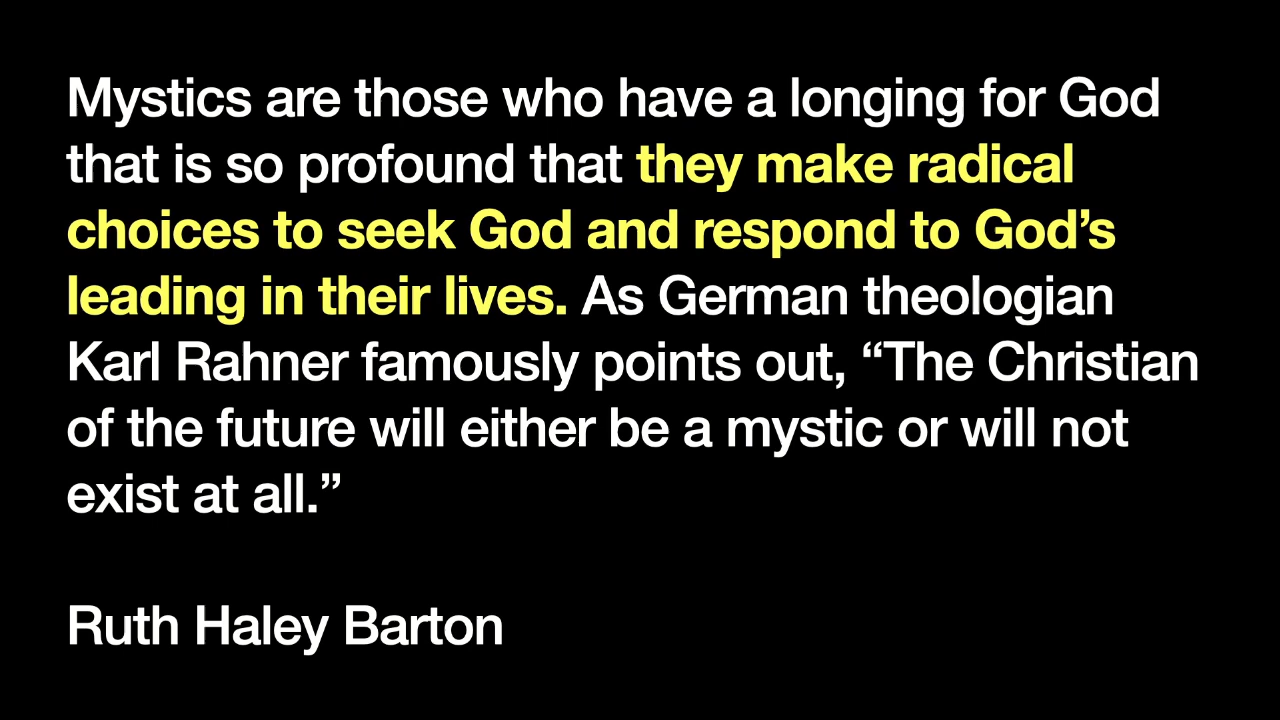 Mystics are those who have a longing for God
that is so profound that they make radical
choices to seek God and respond to God’s
leading in their lives. As German theologian
Karl Rahner famously points out, “The Christian
of the future will either be a mystic or will not
exist at all.”
Ruth Haley Barton